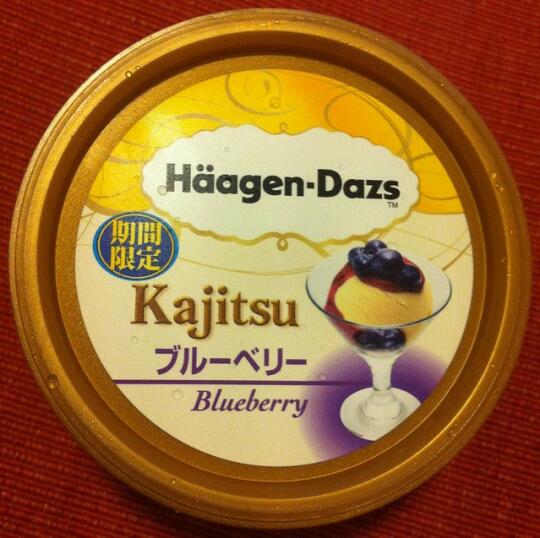 Häagen-Dazs
™
期間
限定
Kajitsu
ブルーベリー
Blueberry